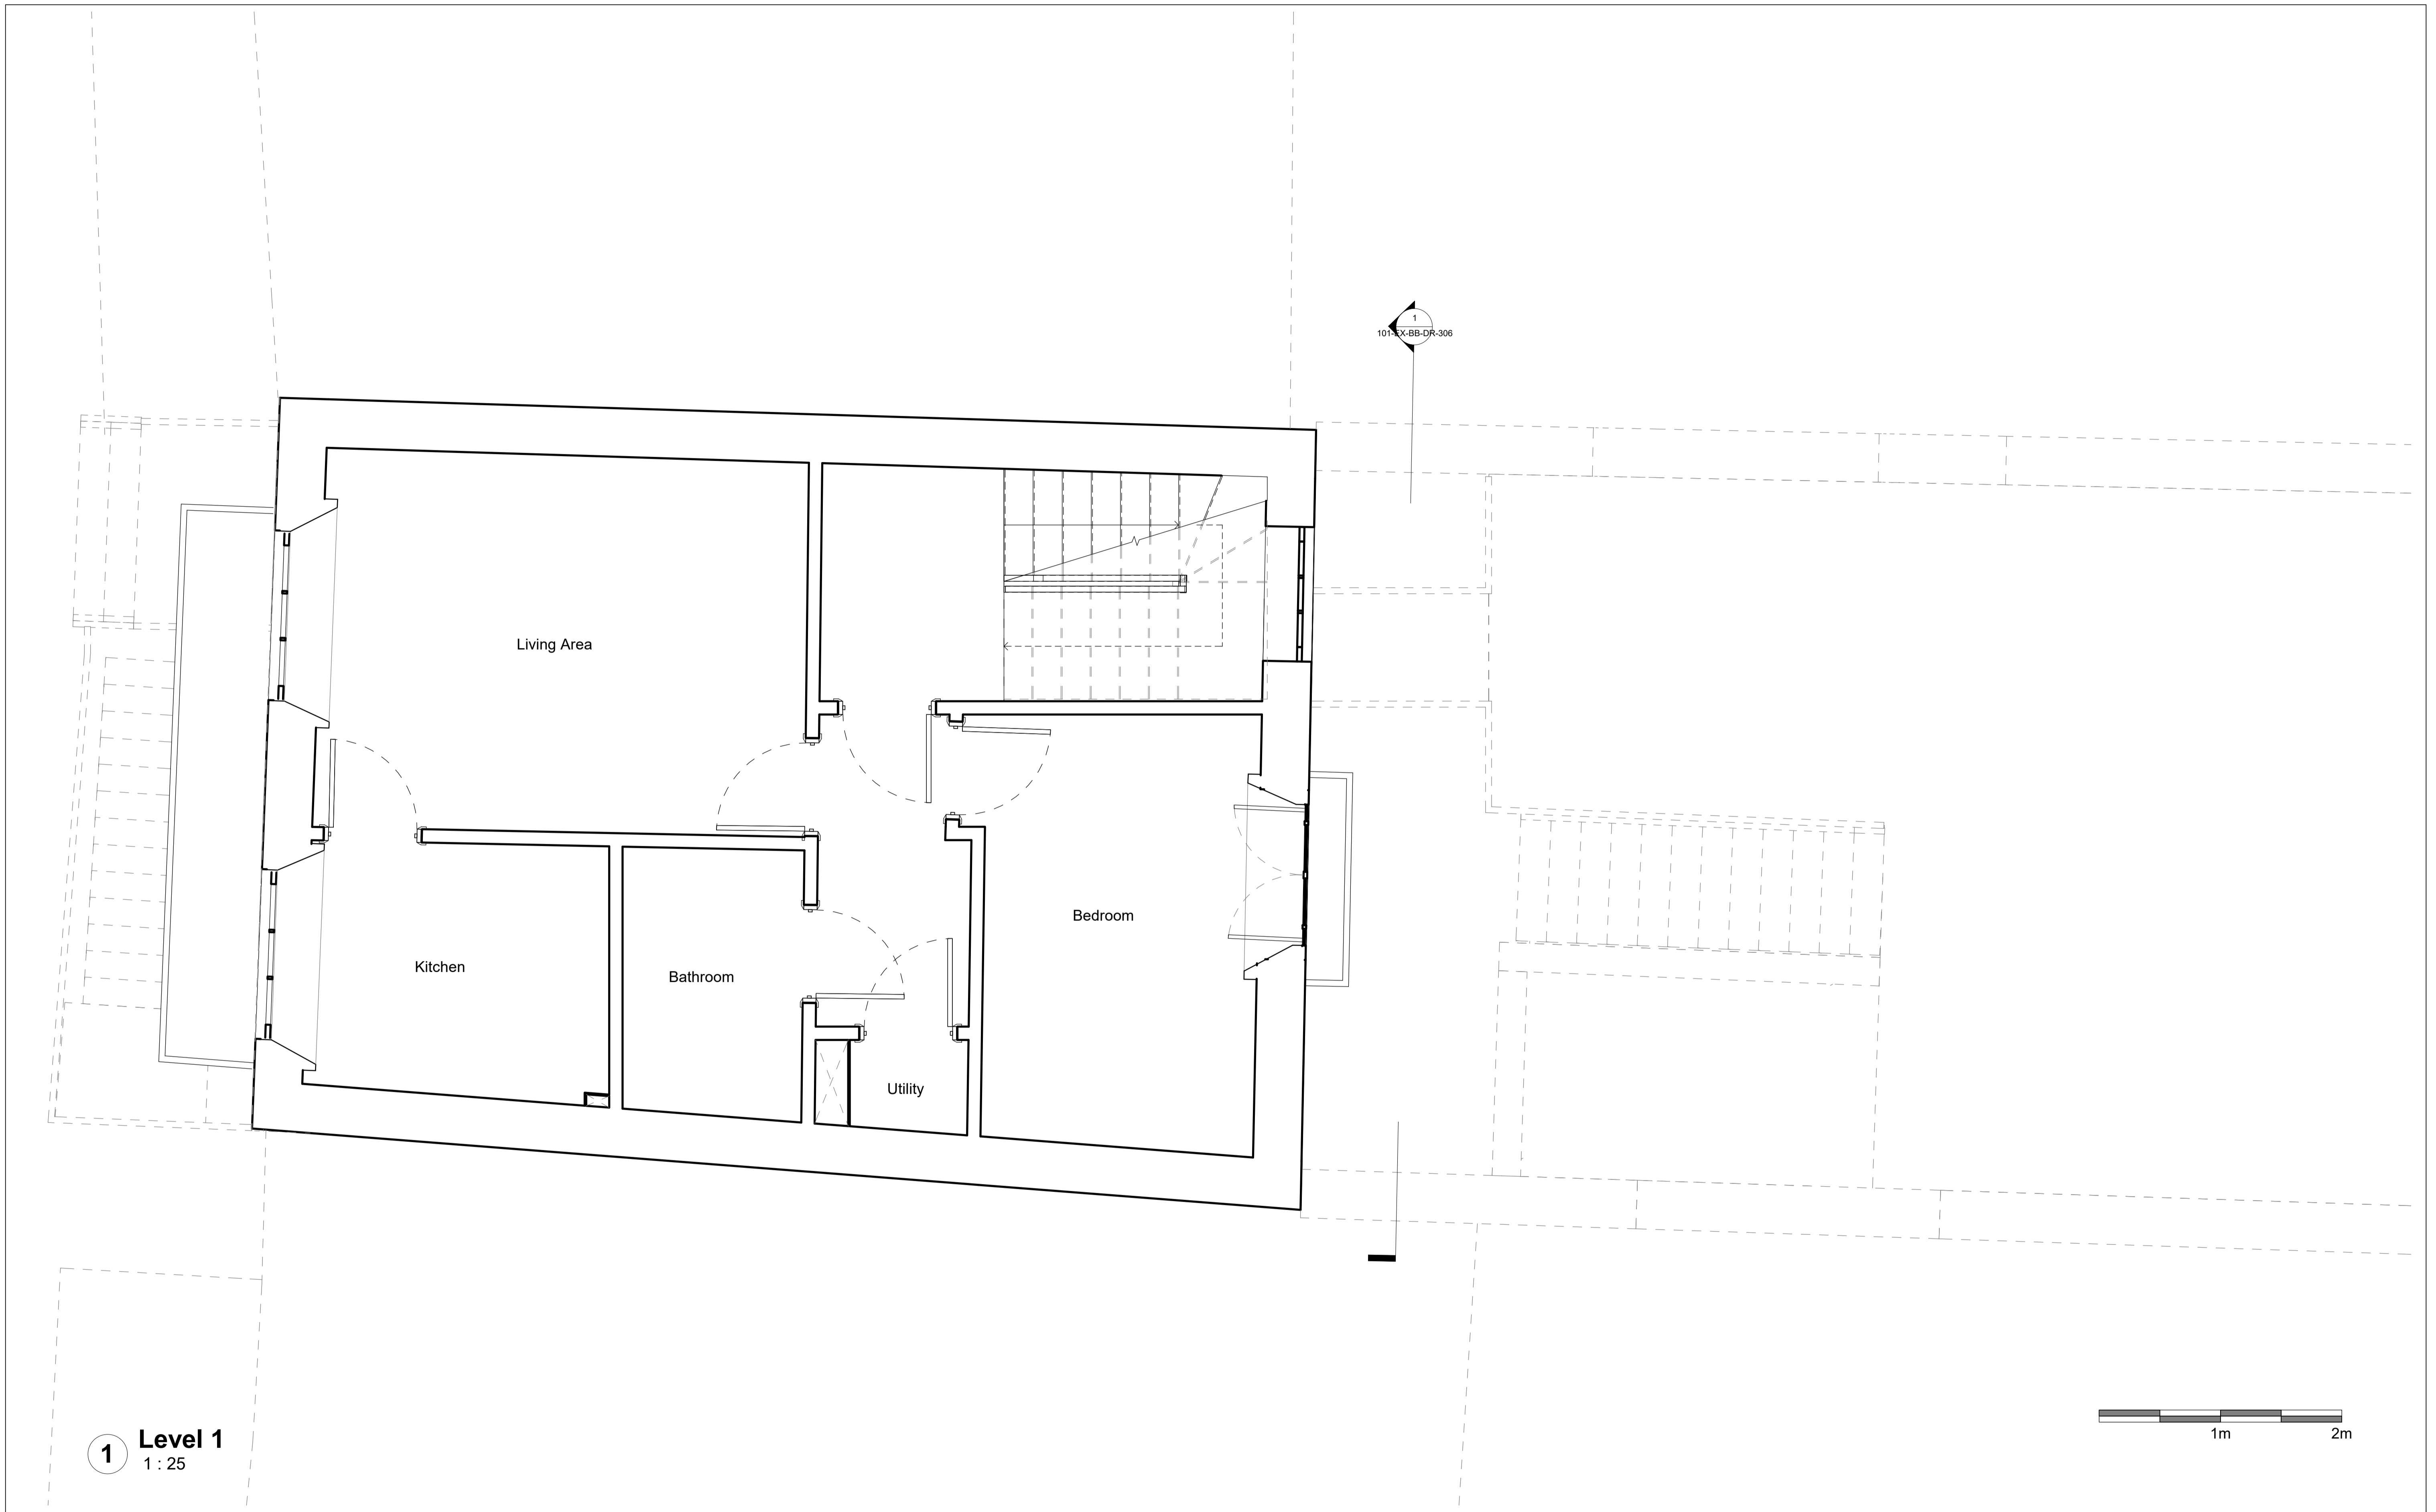 1
101-EX-BB-DR-306
Living Area
Bedroom
Kitchen
Bathroom
Utility
1m
2m
1
Level 1
1 : 25